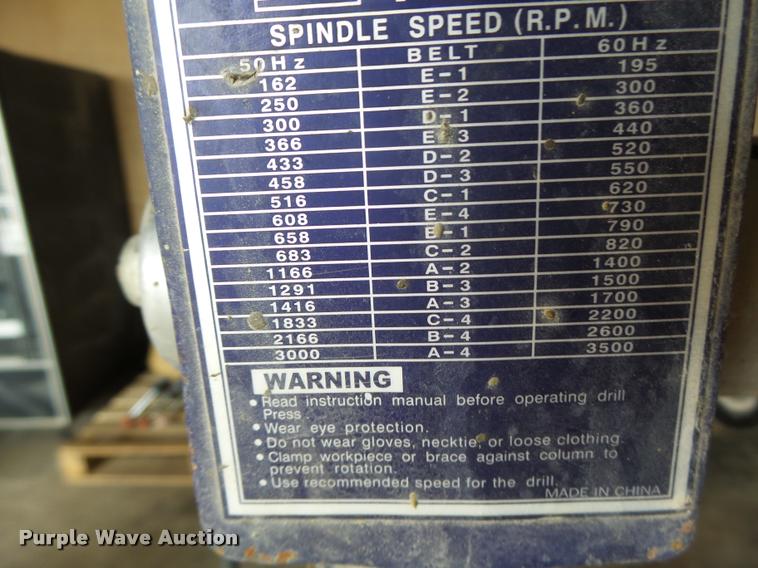 SPINDLE SPEED (R.P.M.)
50Hz BELT 60Hz
162 E-1 195
250 E-2 300
300 D-1 360
366 E-3 440
433 D-2 520
458 D-3 550
516 C-1 620
608 E-4 730
658 B-1 790
683 C-2 820
1166 A-2 1400
1291 B-3 1500
1416 A-3 1700
1833 C-4 2200
2166 B-4 2600
3000 A-4 3500
WARNING
• Read instruction manual before operating drill
Press.
• Wear eye protection.
• Do not wear gloves, necktie, or loose clothing.
• Clamp workpiece or brace against column to
prevent rotation.
• Use recommended speed for the drill.
MADE IN CHINA
Purple Wave Auction